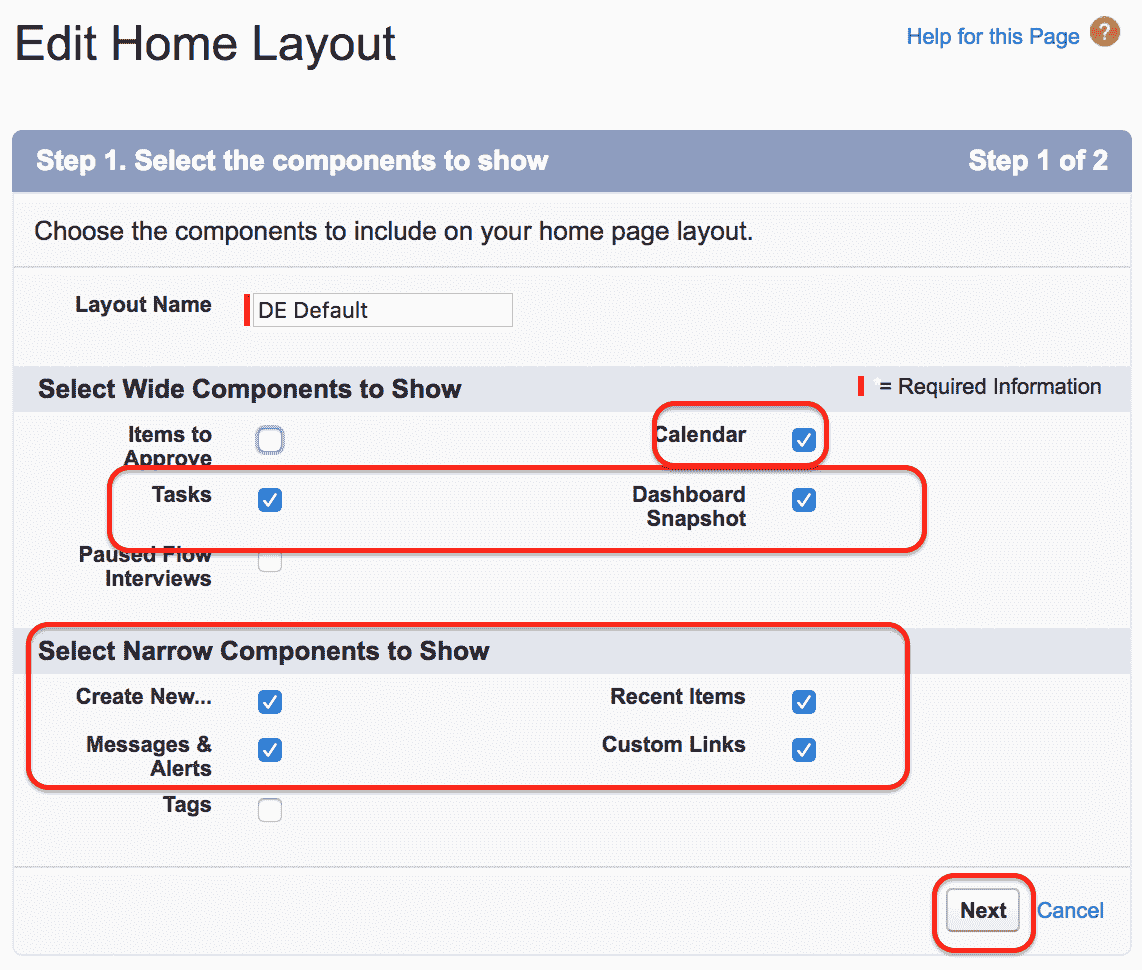 Edit Home Layout
Help for this Page ?
Step 1. Select the components to show
Step 1 of 2
Choose the components to include on your home page layout.
Layout Name
DE Default
Select Wide Components to Show
= Required Information
Items to
Approve
Calendar
Tasks
Dashboard
Snapshot
Paused Flow
Interviews
Select Narrow Components to Show
Create New...
Recent Items
Messages &
Alerts
Custom Links
Tags
Next
Cancel